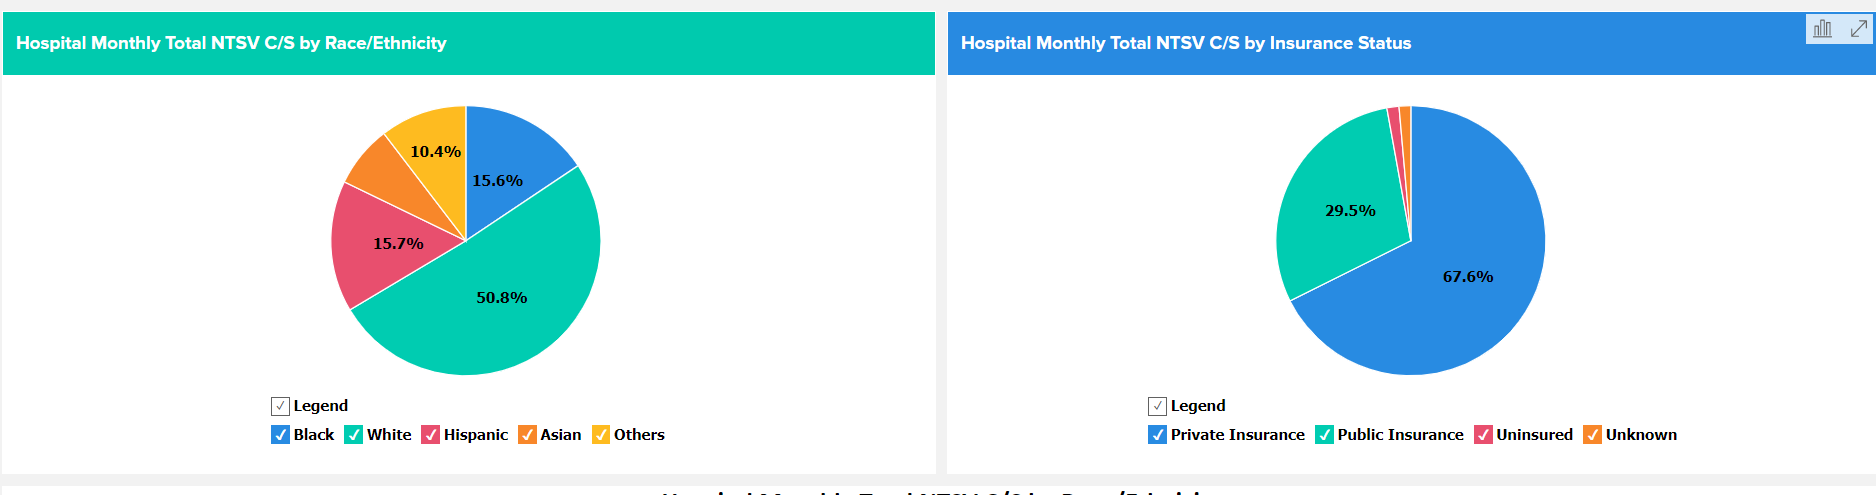 Hospital Monthly Total NTSV C/S by Race/Ethnicity
10.4%
15.6%
15.7%
50.8%
Legend
Black White Hispanic Asian Others
Hospital Monthly Total NTSV C/S by Insurance Status
29.5%
67.6%
Legend
Private Insurance Public Insurance Uninsured Unknown